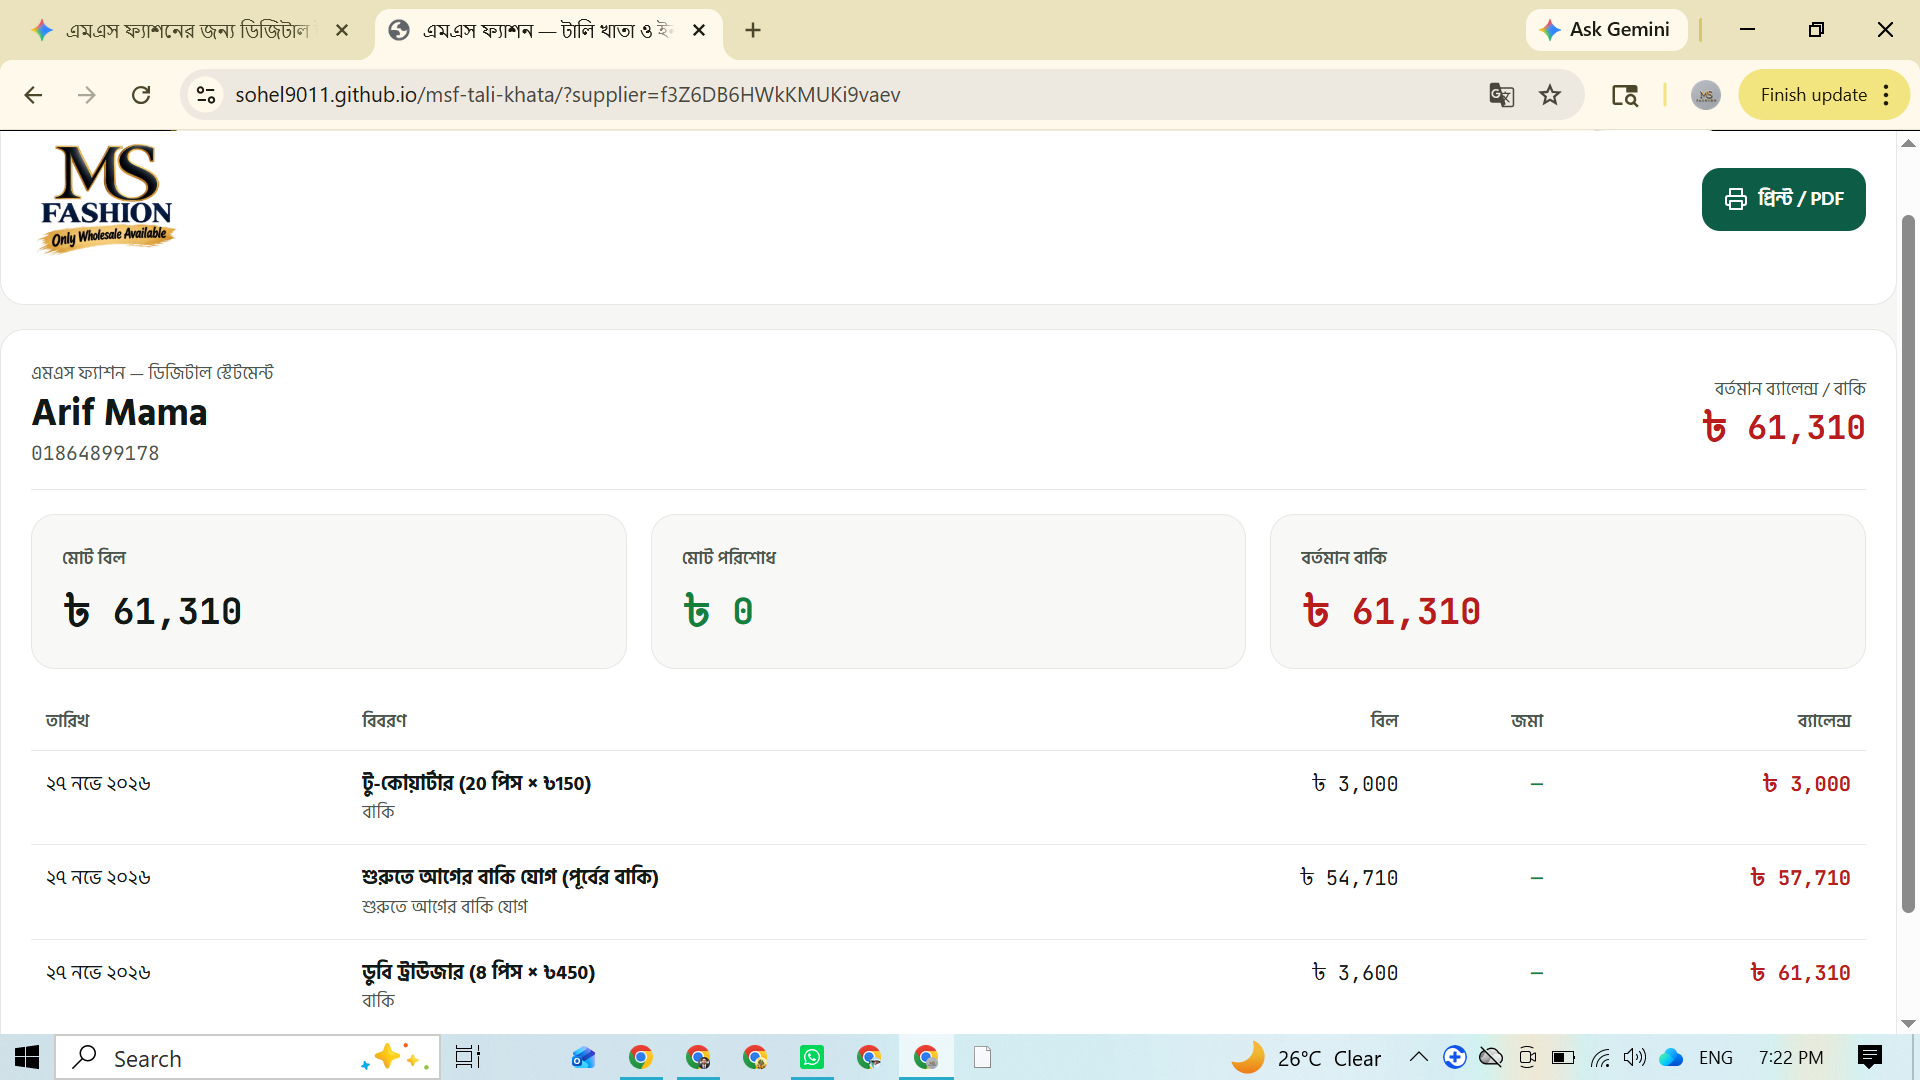 এমএস ফ্যাশনের জন্য ডিজিটাল
এমএস ফ্যাশন — টালি খাতা ও ই
Ask Gemini
sohel9011.github.io/msf-tali-khata/?supplier=f3Z6DB6HWkKMUKi9vaev
Finish update
MS
FASHION
Only Wholesale Available
প্রিন্ট / PDF
এমএস ফ্যাশন — ডিজিটাল স্টেটমেন্ট
Arif Mama
01864899178
বর্তমান ব্যালেন্স / বাকি
৳ 61,310
মোট বিল
৳ 61,310
মোট পরিশোধ
৳ 0
বর্তমান বাকি
৳ 61,310
তারিখ বিবরণ বিল জমা ব্যালেন্স
২৭ নভে ২০২৬ টু-কোয়ার্টার (20 পিস × ৳150) ৳ 3,000 — ৳ 3,000
বাকি
২৭ নভে ২০২৬ শুরুতে আগের বাকি যোগ (পূর্বের বাকি) ৳ 54,710 — ৳ 57,710
শুরুতে আগের বাকি যোগ
২৭ নভে ২০২৬ ডুবি ট্রাউজার (8 পিস × ৳450) ৳ 3,600 — ৳ 61,310
বাকি
Search
26°C Clear
ENG
7:22 PM